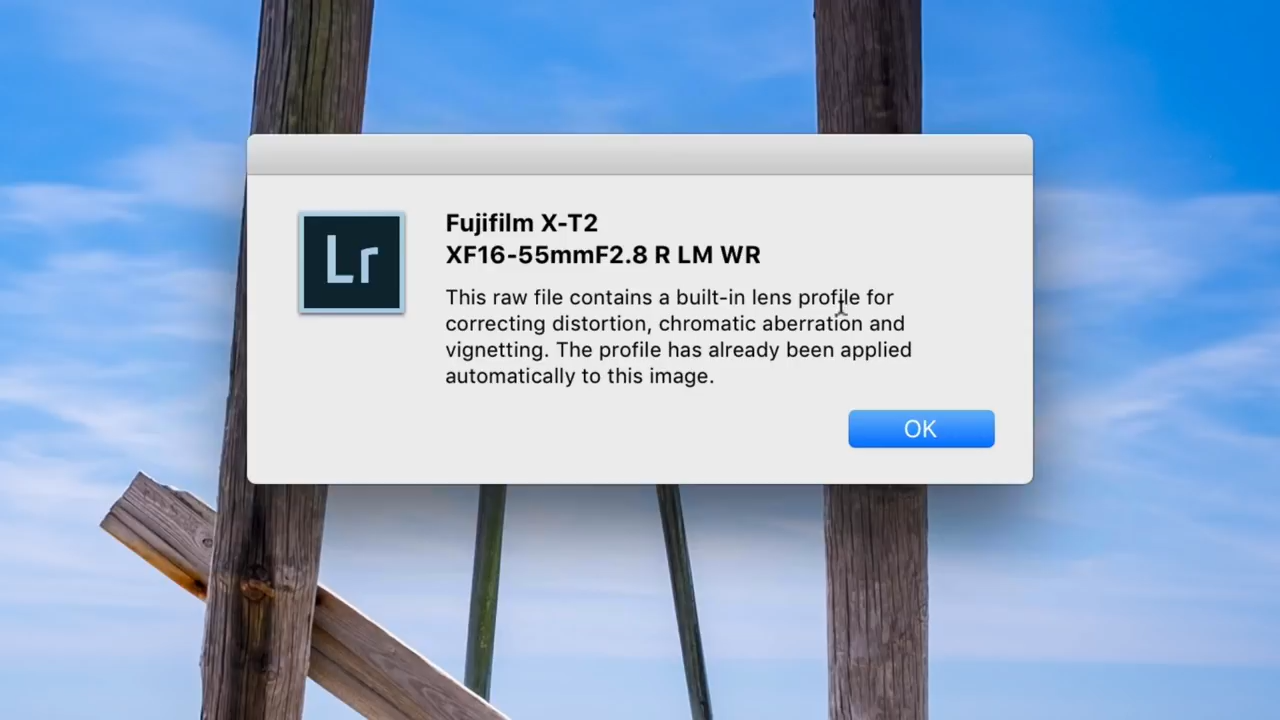 Lr
Fujifilm X-T2
XF16-55mmF2.8 R LM WR
This raw file contains a built-in lens profile for
correcting distortion, chromatic aberration and
vignetting. The profile has already been applied
automatically to this image.
OK